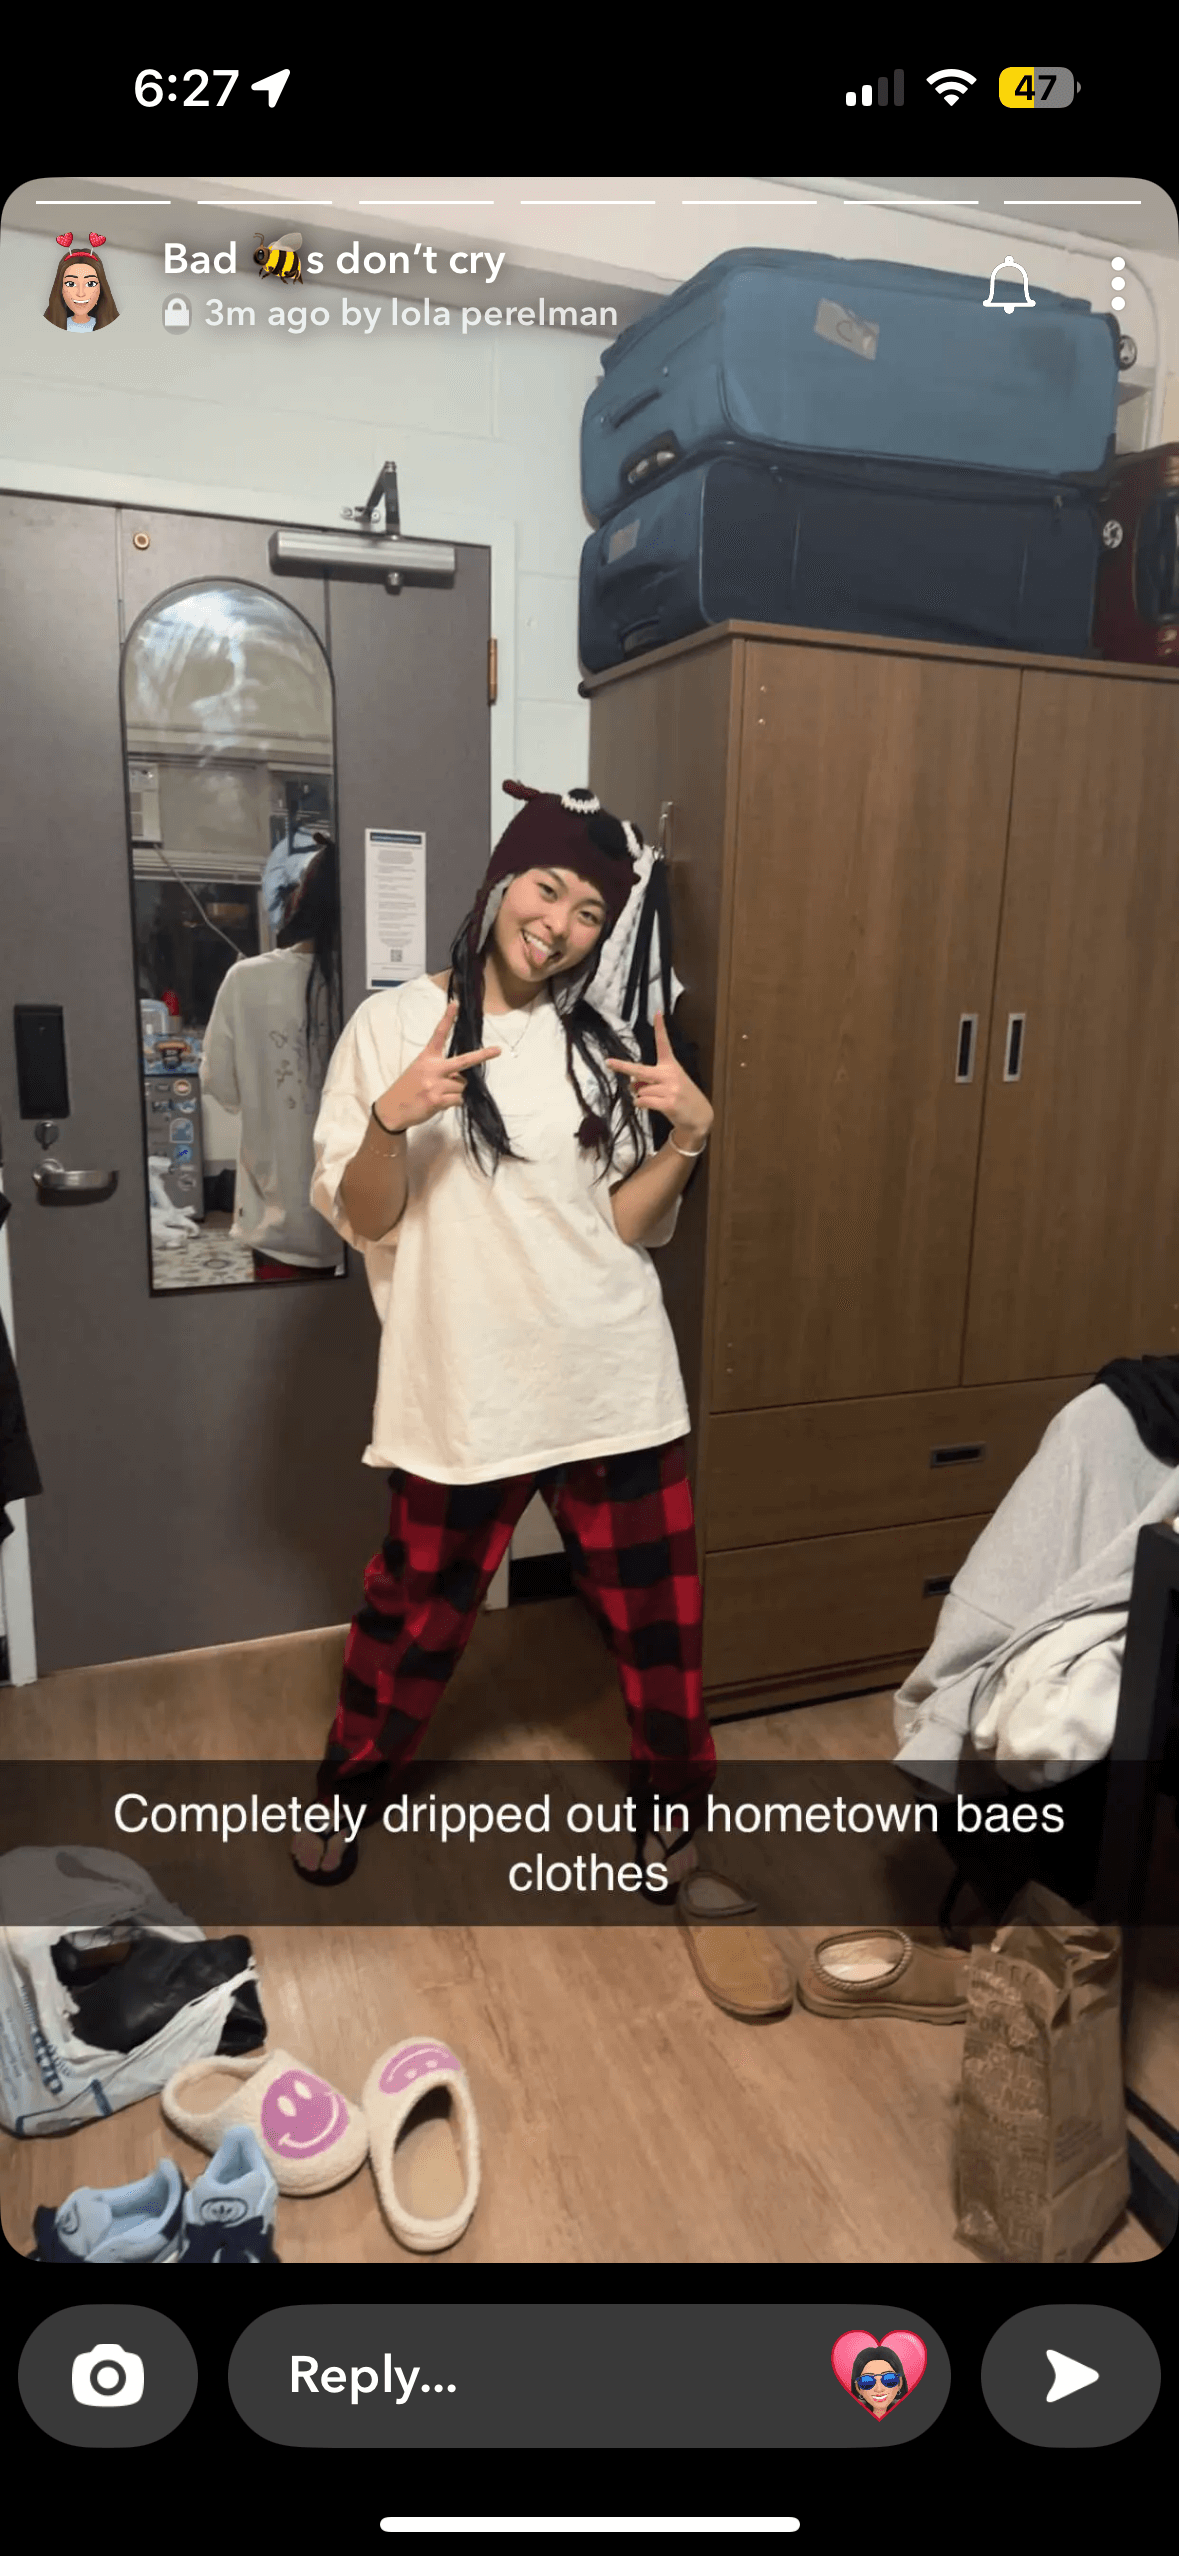 6:27
47
Bad 🐝s don't cry
3m ago by lola perelman
Completely dripped out in hometown baes
clothes
Reply...